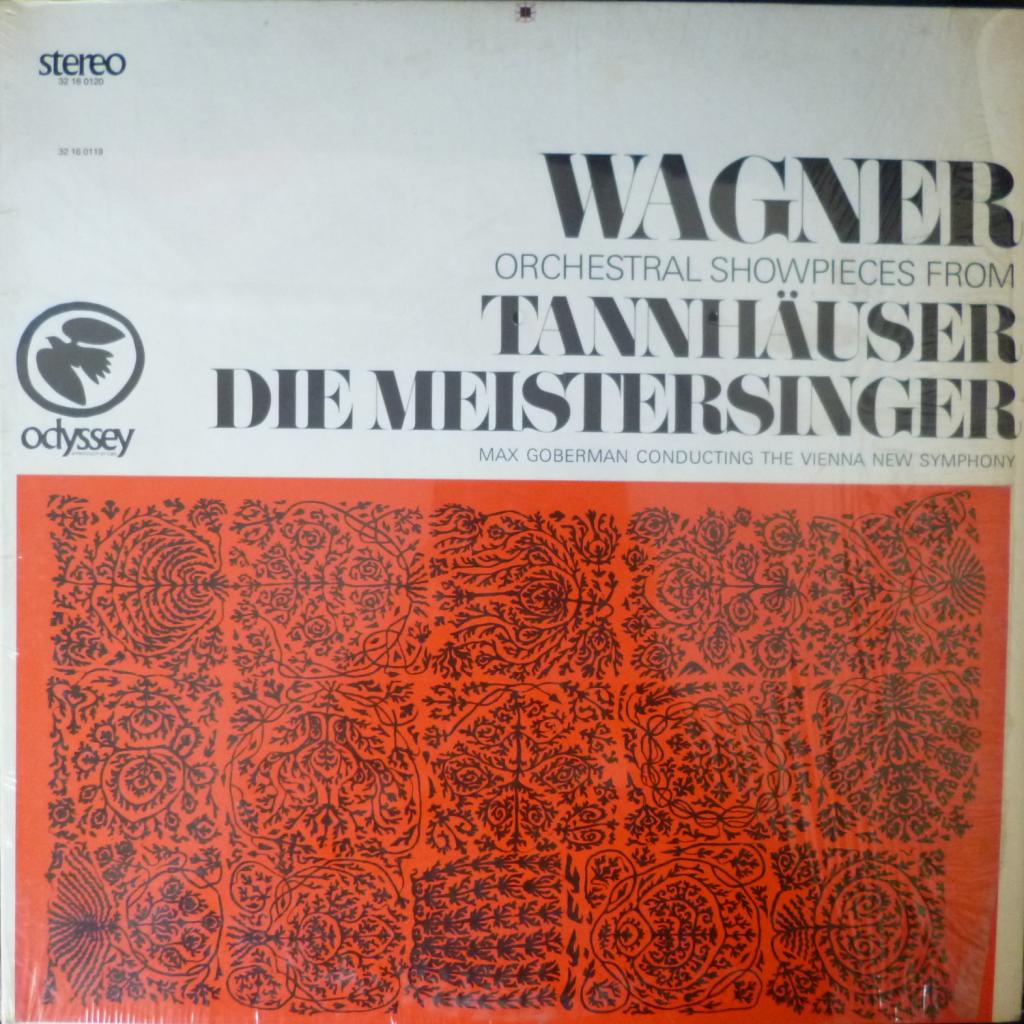 stereo
32 16 0120
32 16 0119
WAGNER
ORCHESTRAL SHOWPIECES FROM
TANNHÄUSER
DIE MEISTERSINGER
MAX GOBERMAN CONDUCTING THE VIENNA NEW SYMPHONY
odyssey